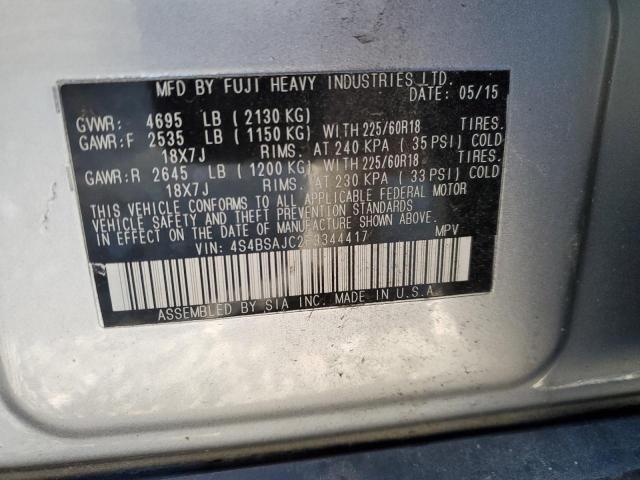 MFD BY FUJI HEAVY INDUSTRIES LTD.
DATE: 05/15
GVWR: 4695 LB (2130 KG)
GAWR:F 2535 LB (1150 KG) WITH 225/60R18 TIRES.
18X7J RIMS. AT 240 KPA (35 PSI) COLD
GAWR:R 2645 LB (1200 KG) WITH 225/60R18 TIRES.
18X7J RIMS. AT 230 KPA (33 PSI) COLD
THIS VEHICLE CONFORMS TO ALL APPLICABLE FEDERAL MOTOR
VEHICLE SAFETY AND THEFT PREVENTION STANDARDS
IN EFFECT ON THE DATE OF MANUFACTURE SHOWN ABOVE.
VIN: MPV
ASSEMBLED BY SIA INC. MADE IN U.S.A.